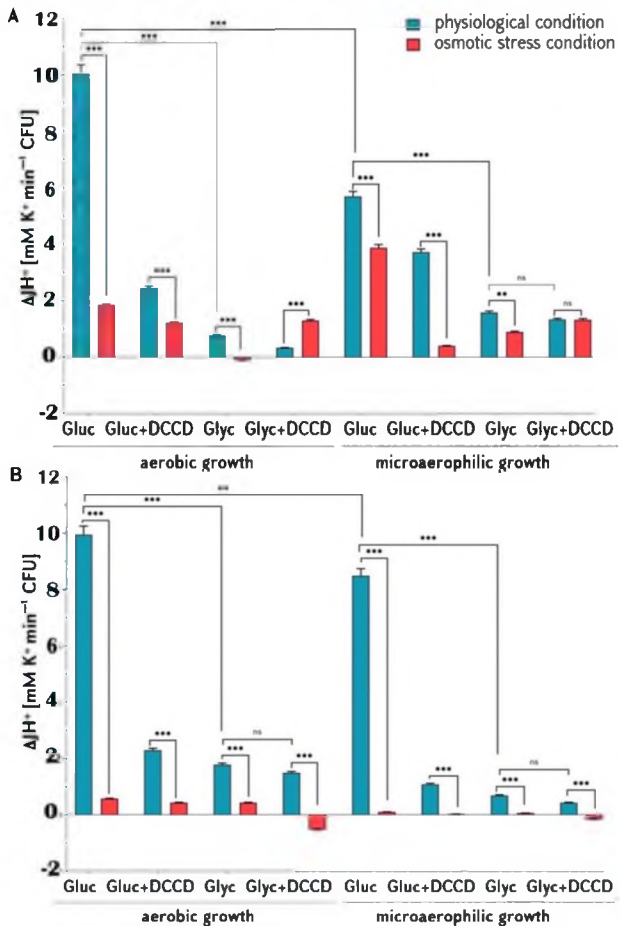 A
12
10
8
6
4
2
0
-2
ΔJH⁺ [mM K⁺ min⁻¹ CFU]
physiological condition
osmotic stress condition
*** *** *** ***
*** *** *** ***
*** *** *** ** ns ns
Gluc Gluc+DCCD Glyc Glyc+DCCD Gluc Gluc+DCCD Glyc Glyc+DCCD
aerobic growth microaerophilic growth
B
12
10
8
6
4
2
0
-2
ΔJH⁺ [mM K⁺ min⁻¹ CFU]
*** *** ***
*** ***
*** *** ns *** *** *** ns ***
Gluc Gluc+DCCD Glyc Glyc+DCCD Gluc Gluc+DCCD Glyc Glyc+DCCD
aerobic growth microaerophilic growth